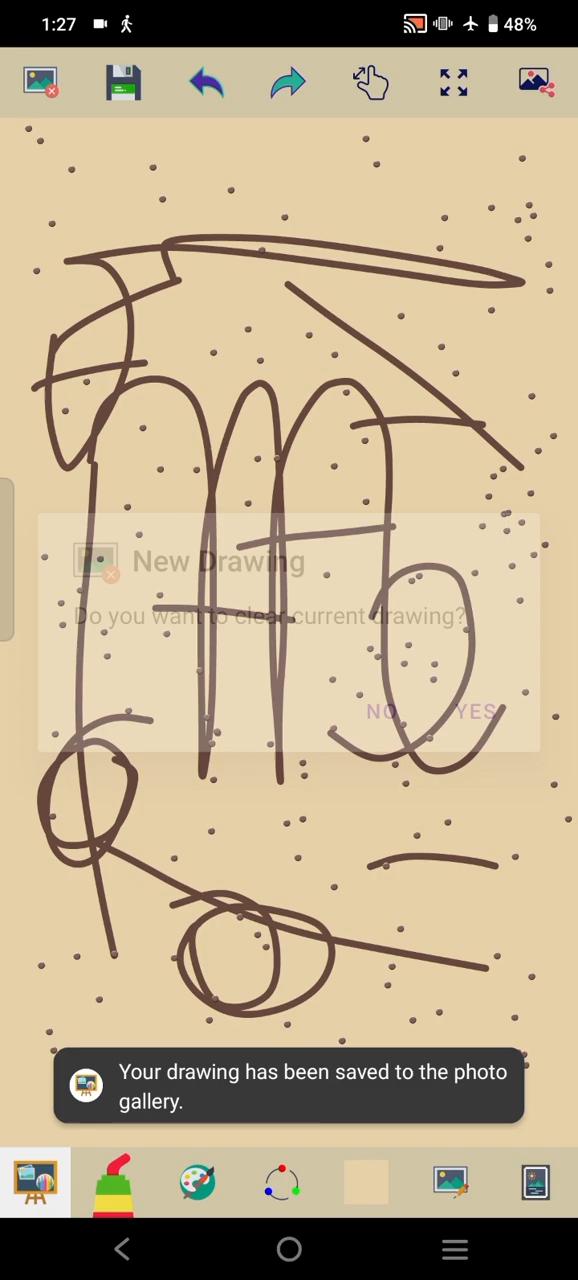 1:27 48%
New Drawing
Do you want to clear current drawing?
NO YES
Your drawing has been saved to the photo
gallery.